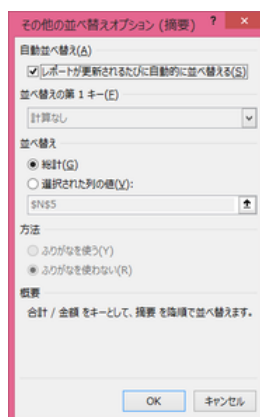 その他の並べ替えオプション (摘要) ? ×
自動並べ替え(A)
レポートが更新されるたびに自動的に並べ替える(S)
並べ替えの第 1 キー(F)
計算なし
並べ替え
総計(G)
選択された列の値(V):
$N$5
方法
ふりがなを使う(Y)
ふりがなを使わない(R)
概要
合計 / 金額 をキーとして、摘要 を降順で並べ替えます。
OK キャンセル